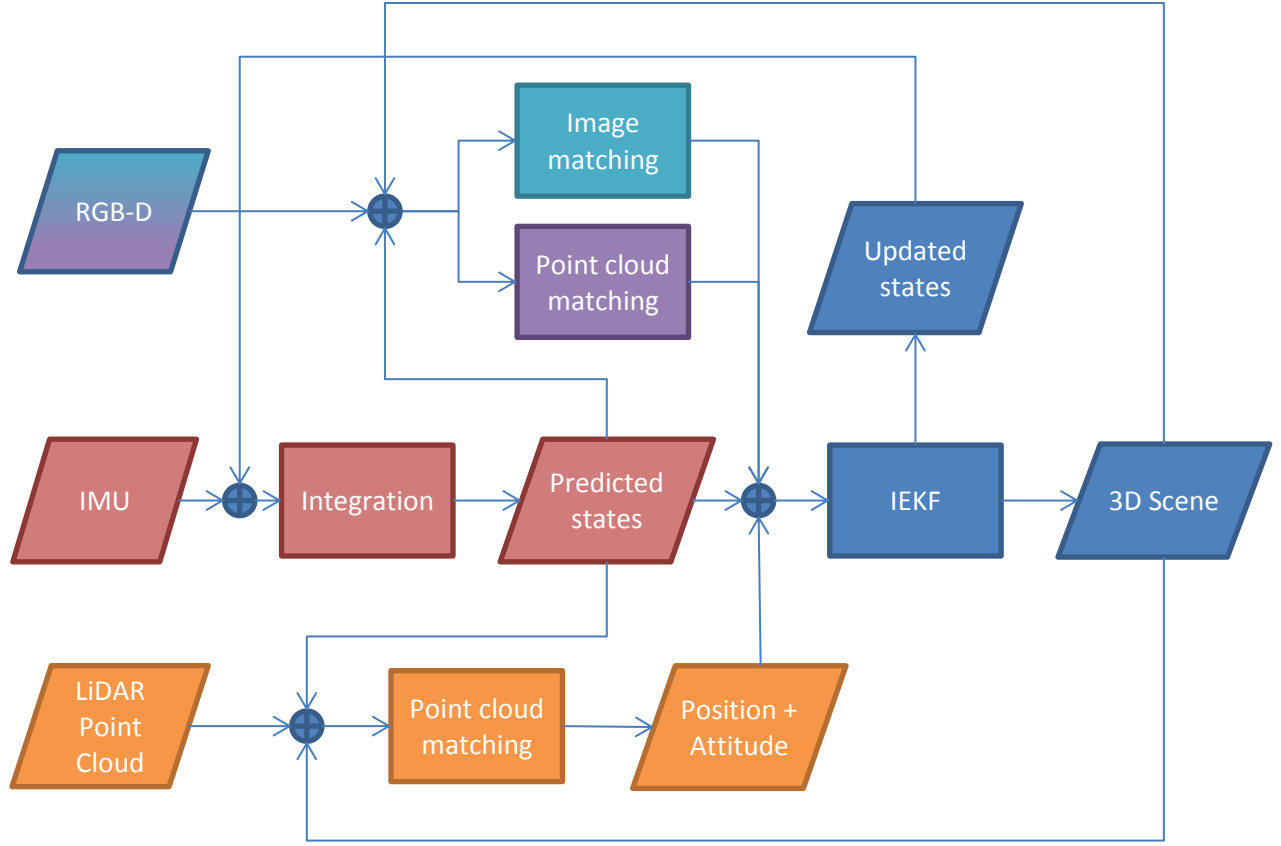 Image
matching
RGB-D
Point cloud
matching
Updated
states
IMU
Integration
Predicted
states
IEKF
3D Scene
LiDAR
Point
Cloud
Point cloud
matching
Position +
Attitude